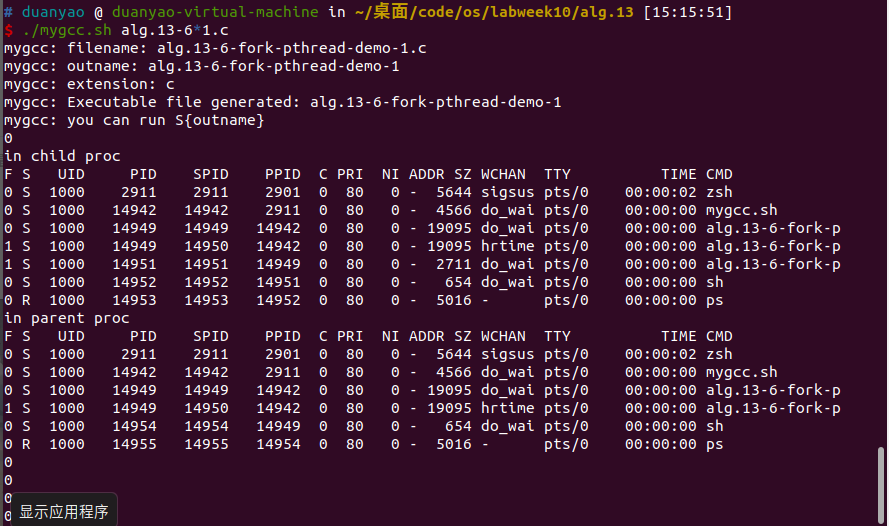 # duanyao @ duanyao-virtual-machine in ~/桌面/code/os/labweek10/alg.13 [15:15:51]
$ ./mygcc.sh alg.13-6*1.c
mygcc: filename: alg.13-6-fork-pthread-demo-1.c
mygcc: outname: alg.13-6-fork-pthread-demo-1
mygcc: extension: c
mygcc: Executable file generated: alg.13-6-fork-pthread-demo-1
mygcc: you can run S{outname}
0
in child proc
F S   UID     PID    SPID    PPID  C PRI  NI ADDR SZ WCHAN  TTY          TIME CMD
0 S  1000    2911    2911    2901  0  80   0 -  5644 sigsus pts/0    00:00:02 zsh
0 S  1000   14942   14942    2911  0  80   0 -  4566 do_wai pts/0    00:00:00 mygcc.sh
0 S  1000   14949   14949   14942  0  80   0 - 19095 do_wai pts/0    00:00:00 alg.13-6-fork-p
1 S  1000   14949   14950   14942  0  80   0 - 19095 hrtime pts/0    00:00:00 alg.13-6-fork-p
1 S  1000   14951   14951   14949  0  80   0 -  2711 do_wai pts/0    00:00:00 alg.13-6-fork-p
0 S  1000   14952   14952   14951  0  80   0 -   654 do_wai pts/0    00:00:00 sh
0 R  1000   14953   14953   14952  0  80   0 -  5016 -      pts/0    00:00:00 ps
in parent proc
F S   UID     PID    SPID    PPID  C PRI  NI ADDR SZ WCHAN  TTY          TIME CMD
0 S  1000    2911    2911    2901  0  80   0 -  5644 sigsus pts/0    00:00:02 zsh
0 S  1000   14942   14942    2911  0  80   0 -  4566 do_wai pts/0    00:00:00 mygcc.sh
0 S  1000   14949   14949   14942  0  80   0 - 19095 do_wai pts/0    00:00:00 alg.13-6-fork-p
1 S  1000   14949   14950   14942  0  80   0 - 19095 hrtime pts/0    00:00:00 alg.13-6-fork-p
0 S  1000   14954   14954   14949  0  80   0 -   654 do_wai pts/0    00:00:00 sh
0 R  1000   14955   14955   14954  0  80   0 -  5016 -      pts/0    00:00:00 ps
0
0
0
显示应用程序
0